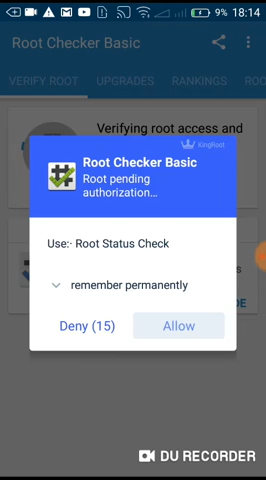 9% 18:14
Root Checker Basic
VERIFY ROOT UPGRADES RANKINGS ROO
Verifying root access and
KingRoot
Root Checker Basic
Root pending
authorization...
Use:· Root Status Check
remember permanently
Deny (15) Allow
DU RECORDER